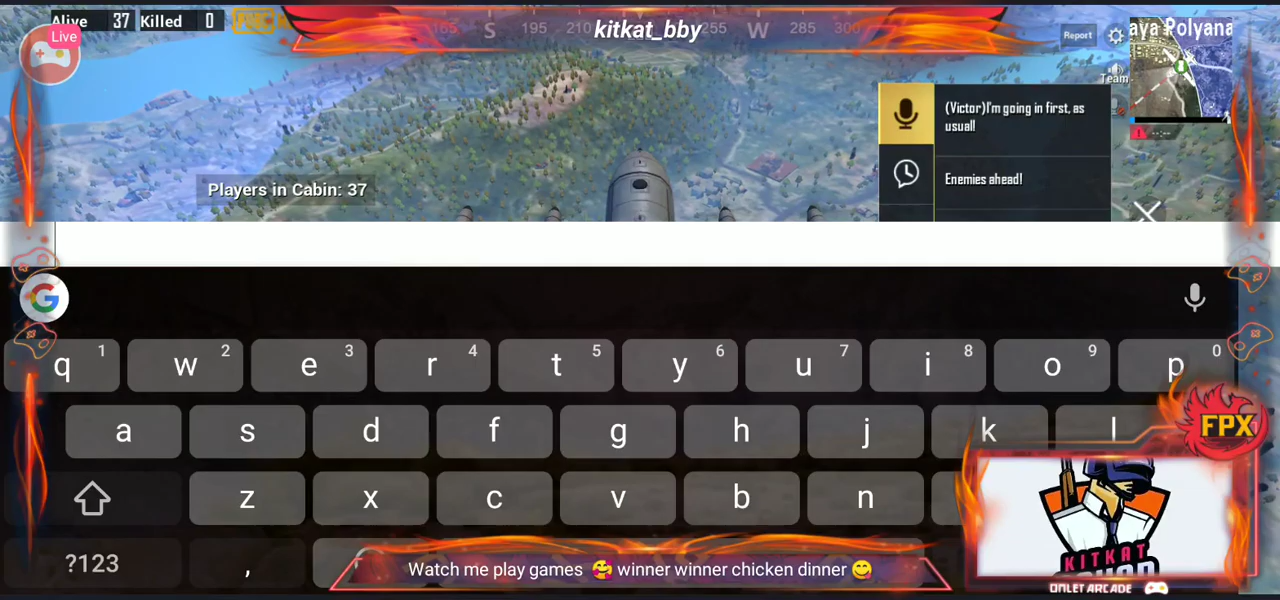 Alive 37 Killed 0
Live
165 S 195 210 255 W 285 300
kitkat_bby
Report
aya Polyana
Team
(Victor)I'm going in first, as
usual!
Enemies ahead!
Players in Cabin: 37
G
q 1 w 2 e 3 r 4 t 5 y 6 u 7 i 8 o 9 p 0
a s d f g h j k l
FPX
z x c v b n
?123 ,
Watch me play games 🥰 winner winner chicken dinner 😋
KITKAT
OMLET ARCADE